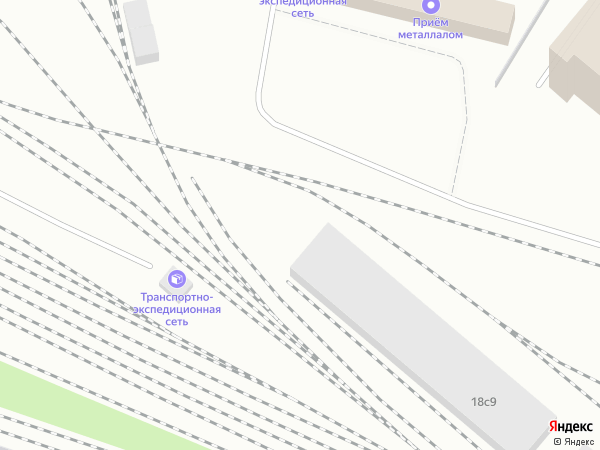 экспедиционная
сеть
Приём
металлалом
Транспортно-
экспедиционная
сеть
18с9
Яндекс
© Яндекс